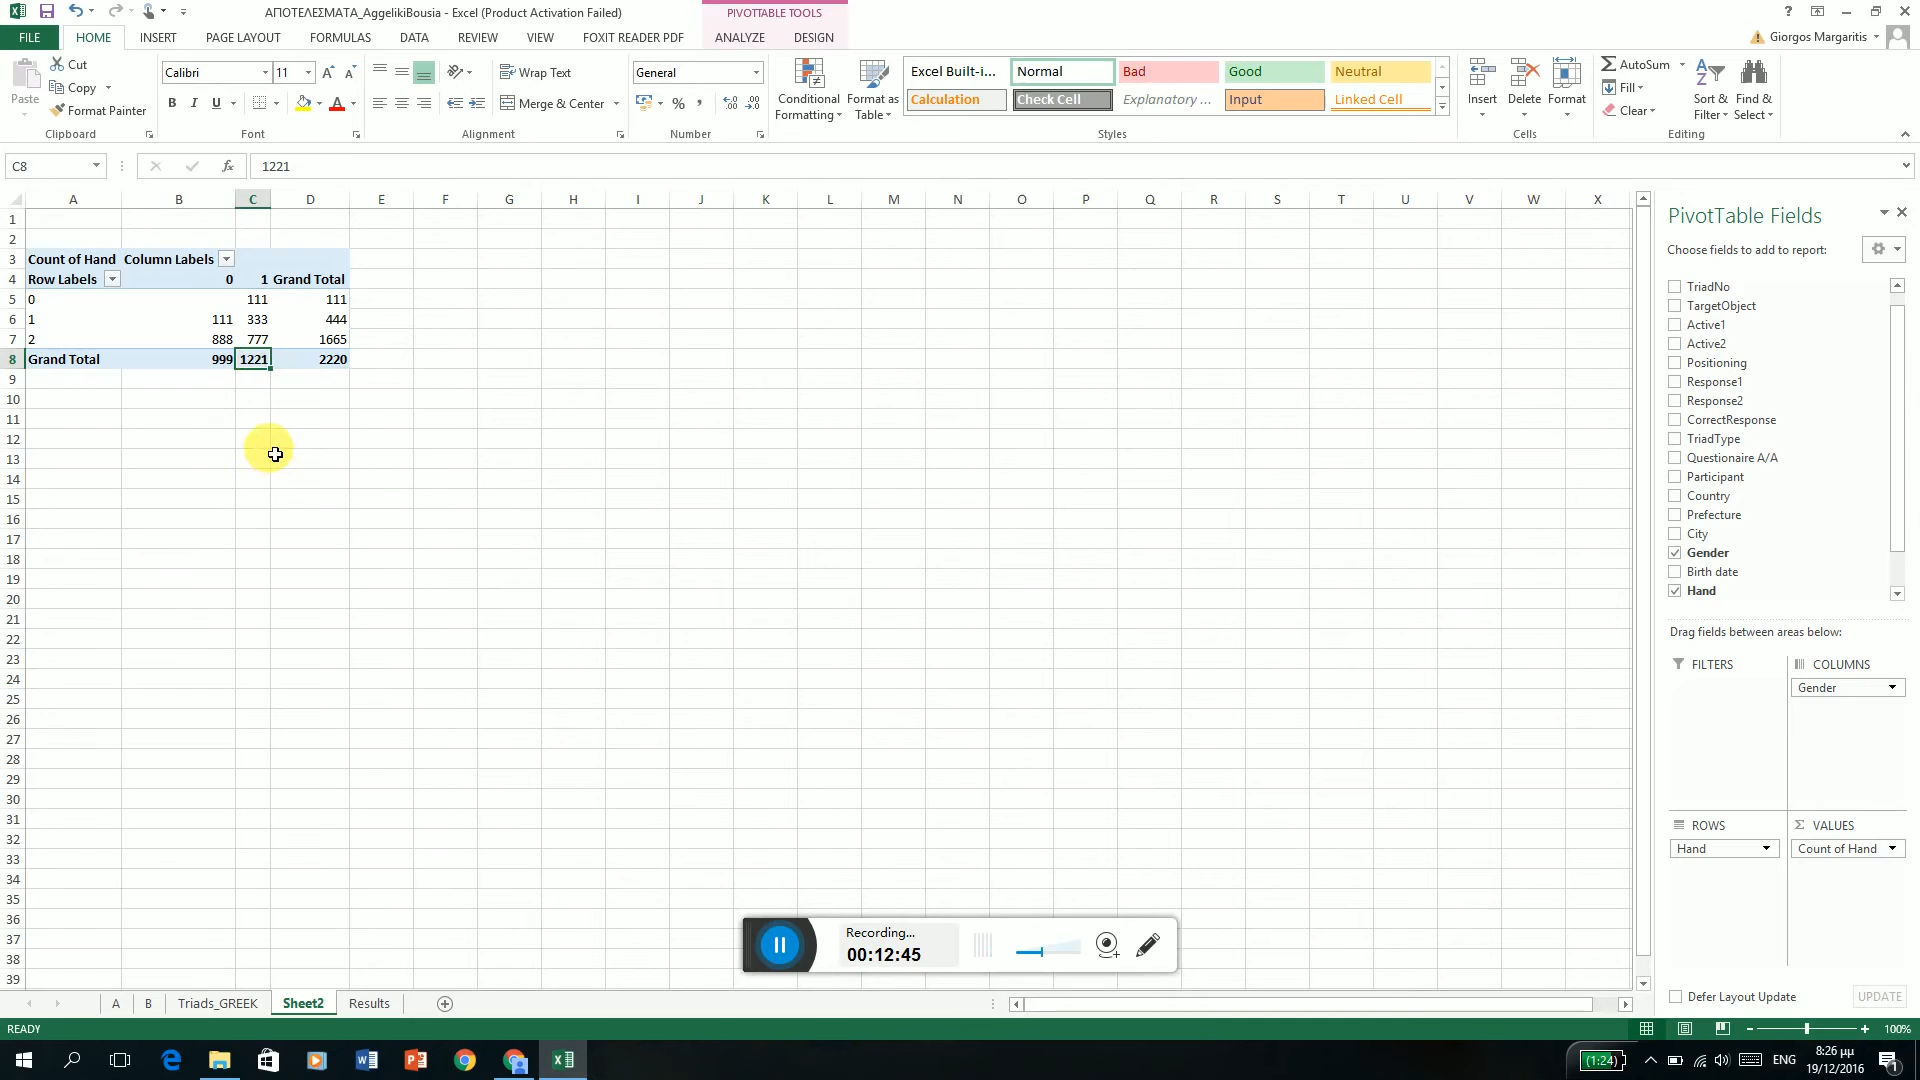 ΑΠΟΤΕΛΕΣΜΑΤΑ_AggelikiBousia - Excel (Product Activation Failed)
PIVOTTABLE TOOLS
FILE HOME INSERT PAGE LAYOUT FORMULAS DATA REVIEW VIEW FOXIT READER PDF ANALYZE DESIGN
Giorgos Margaritis
Paste
Cut
Copy
Format Painter
Clipboard
Calibri 11
B I U
Font
Wrap Text
Merge & Center
Alignment
General
Number
Conditional Formatting
Format as Table
Excel Built-i... Normal Bad Good Neutral
Calculation Check Cell Explanatory ... Input Linked Cell
Styles
Insert Delete Format
Cells
AutoSum
Fill
Clear
Sort & Filter
Find & Select
Editing
C8 fx 1221
A B C D E F G H I J K L M N O P Q R S T U V W X
1
2
3 Count of Hand Column Labels
4 Row Labels 0 1 Grand Total
5 0 111 111
6 1 111 333 444
7 2 888 777 1665
8 Grand Total 999 1221 2220
9
10
11
12
13
14
15
16
17
18
19
20
21
22
23
24
25
26
27
28
29
30
31
32
33
34
35
36
37
38
39
PivotTable Fields
Choose fields to add to report:
TriadNo
TargetObject
Active1
Active2
Positioning
Response1
Response2
CorrectResponse
TriadType
Questionaire A/A
Participant
Country
Prefecture
City
Gender
Birth date
Hand
Drag fields between areas below:
FILTERS COLUMNS
Gender
ROWS VALUES
Hand Count of Hand
Defer Layout Update UPDATE
Recording...
00:12:45
A B Triads_GREEK Sheet2 Results
READY 100%
(1:24) ENG 8:26 μμ
19/12/2016
1